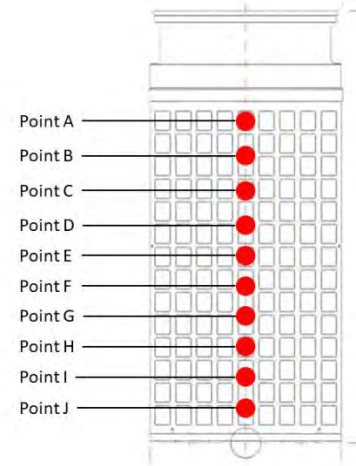 Point A
Point B
Point C
Point D
Point E
Point F
Point G
Point H
Point I
Point J